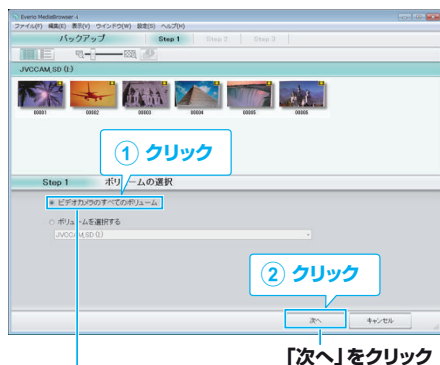 Everio MediaBrowser 4
ファイル(F) 編集(E) 表示(V) ウインドウ(W) 設定(S) ヘルプ(H)
バックアップ Step 1 Step 2 Step 3
JVCCAM_SD (I:)
00001 00002 00003 00004 00005 00006
① クリック
Step 1 ボリュームの選択
ビデオカメラのすべてのボリューム
ボリュームを選択する
JVCCAM_SD (I:)
② クリック
次へ キャンセル
「次へ」をクリック